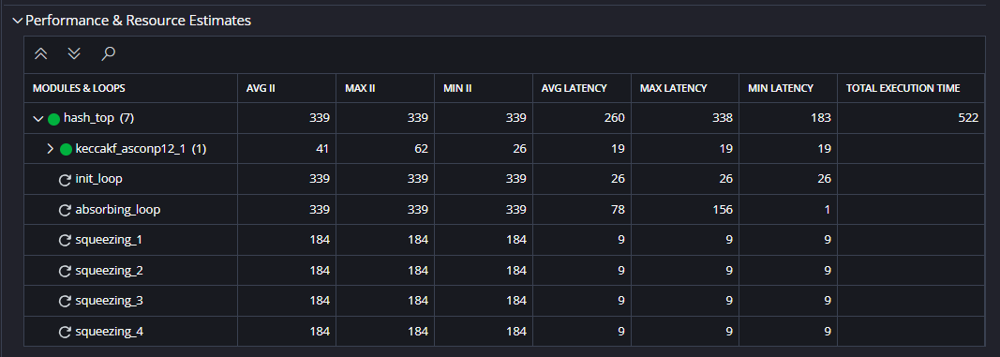 Performance & Resource Estimates
MODULES & LOOPS AVG II MAX II MIN II AVG LATENCY MAX LATENCY MIN LATENCY TOTAL EXECUTION TIME
hash_top (7) 339 339 339 260 338 183 522
keccakf_asconp12_1 (1) 41 62 26 19 19 19
init_loop 339 339 339 26 26 26
absorbing_loop 339 339 339 78 156 1
squeezing_1 184 184 184 9 9 9
squeezing_2 184 184 184 9 9 9
squeezing_3 184 184 184 9 9 9
squeezing_4 184 184 184 9 9 9